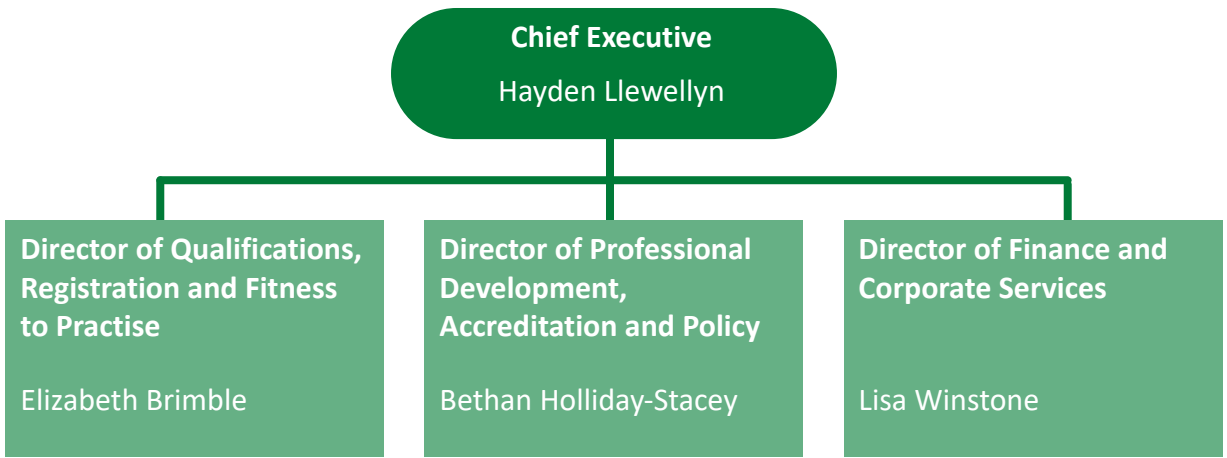 Chief Executive
Hayden Llewellyn
Director of Qualifications,
Registration and Fitness
to Practise
Elizabeth Brimble
Director of Professional
Development,
Accreditation and Policy
Bethan Holliday-Stacey
Director of Finance and
Corporate Services
Lisa Winstone